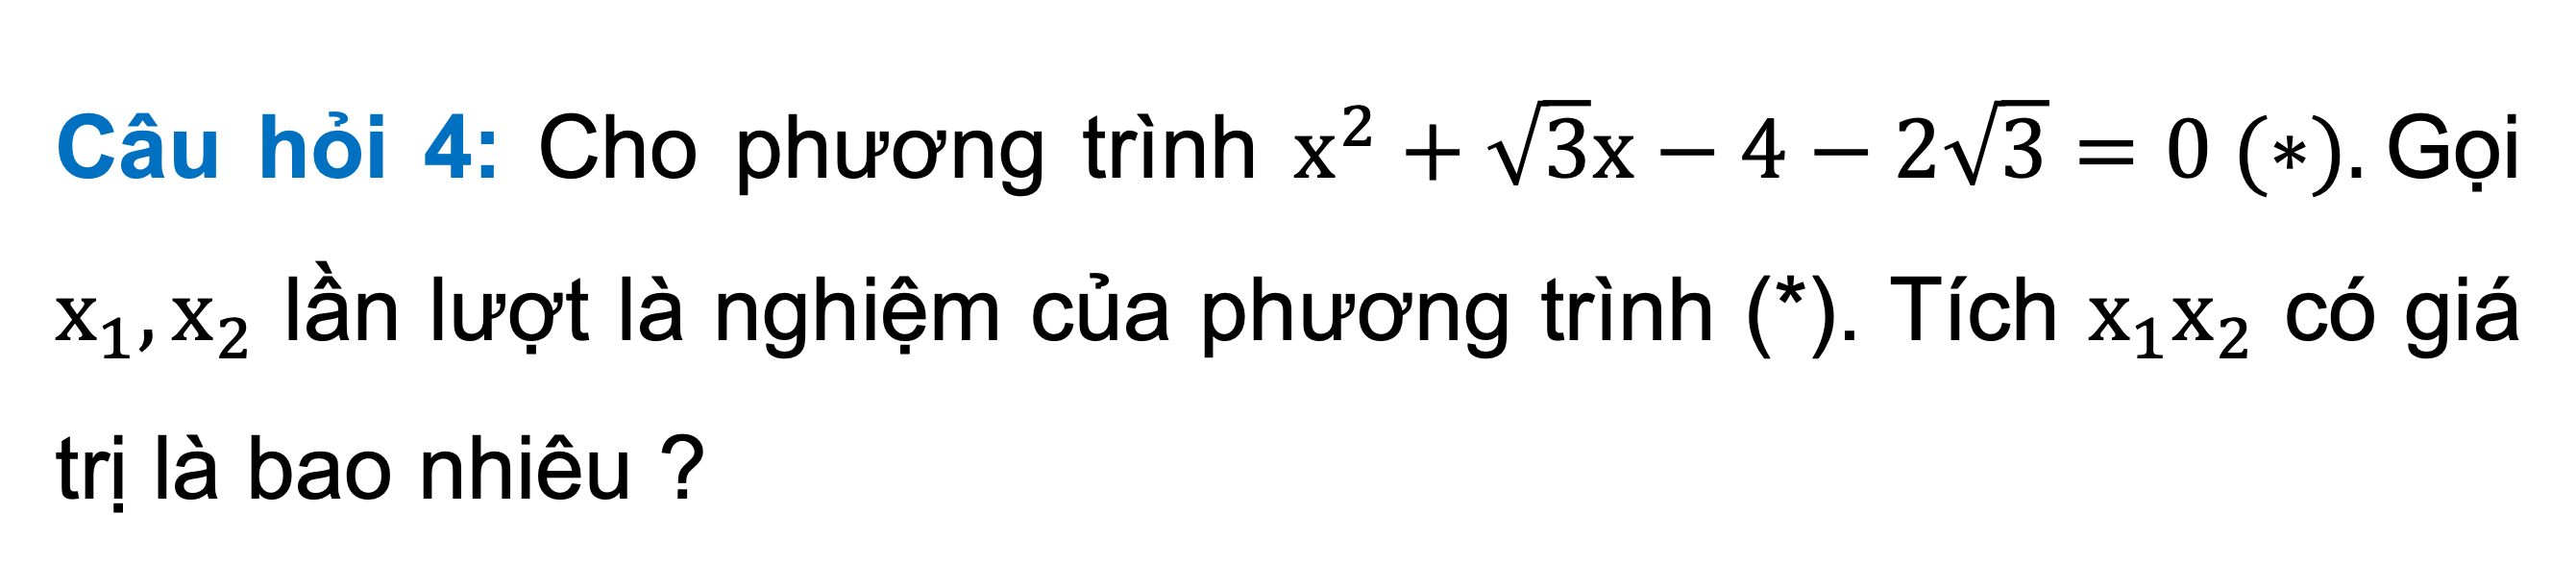 Câu hỏi 4: Cho phương trình x² + √3x − 4 − 2√3 = 0 (∗). Gọi
x₁, x₂ lần lượt là nghiệm của phương trình (*). Tích x₁x₂ có giá
trị là bao nhiêu ?